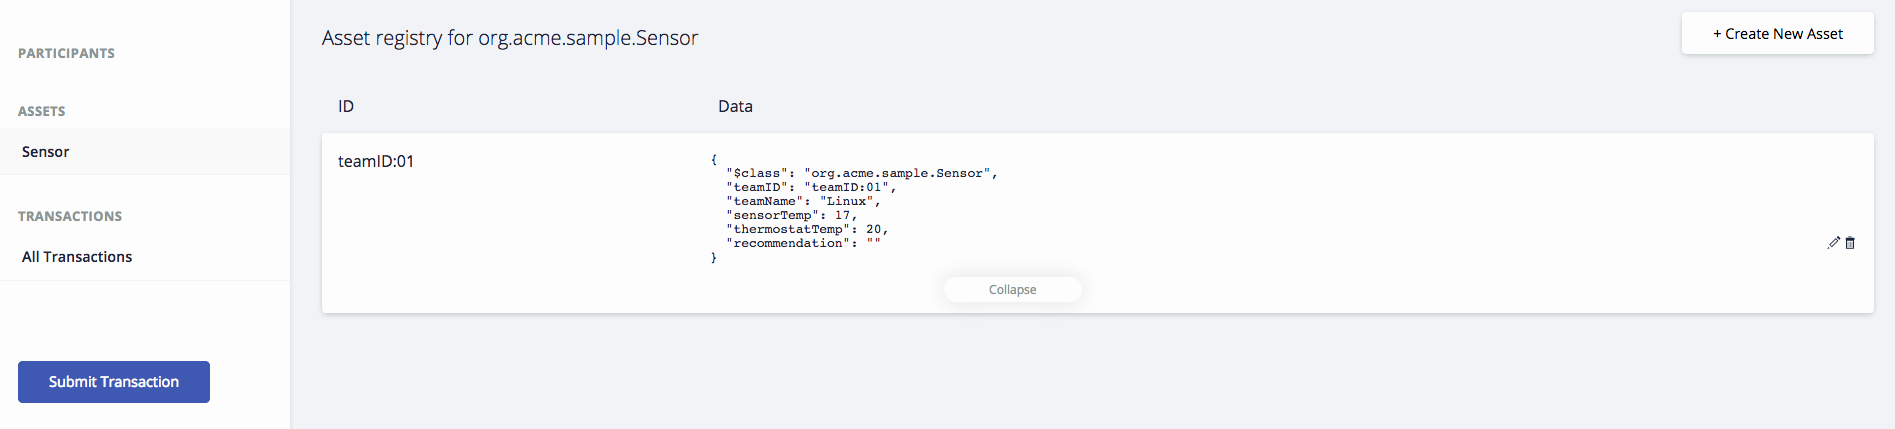 PARTICIPANTS
ASSETS
Sensor
TRANSACTIONS
All Transactions
Submit Transaction
Asset registry for org.acme.sample.Sensor
+ Create New Asset
ID
Data
teamID:01
{
"$class": "org.acme.sample.Sensor",
"teamID": "teamID:01",
"teamName": "Linux",
"sensorTemp": 17,
"thermostatTemp": 20,
"recommendation": ""
}
Collapse